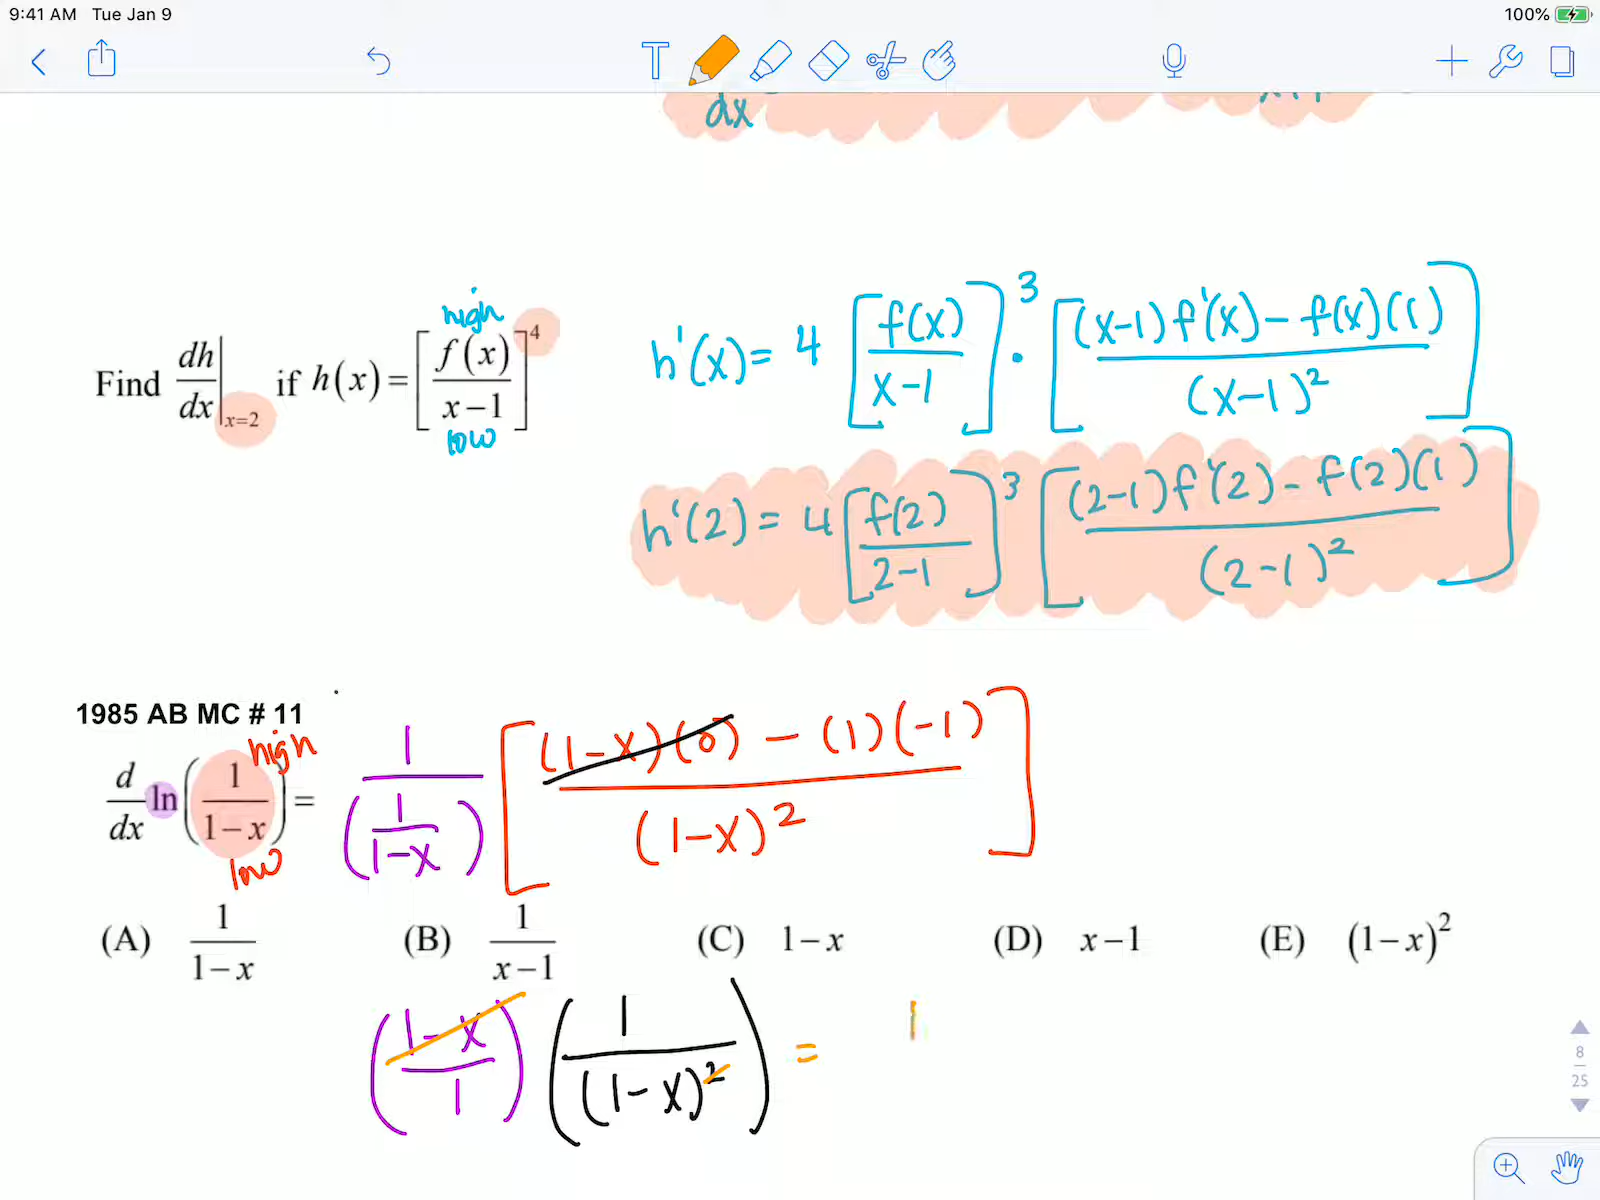 9:41 AM Tue Jan 9
100%
T
dx
Find dh/dx |x=2 if h(x) = [f(x)/(x−1)]^4
high
low
h'(x) = 4 [f(x)/(x−1)]^3 · [((x−1)f'(x) − f(x)(1))/(x−1)^2]
h'(2) = 4 [f(2)/(2−1)]^3 [((2−1)f'(2) − f(2)(1))/(2−1)^2]
1985 AB MC # 11
high
d/dx ln(1/(1−x)) = 1/(1/(1−x)) [((1−x)(0) − (1)(−1))/(1−x)^2]
low
(A) 1/(1−x) (B) 1/(x−1) (C) 1−x (D) x−1 (E) (1−x)^2
((1−x)/1) (1/(1−x)^2) = 1
8
25